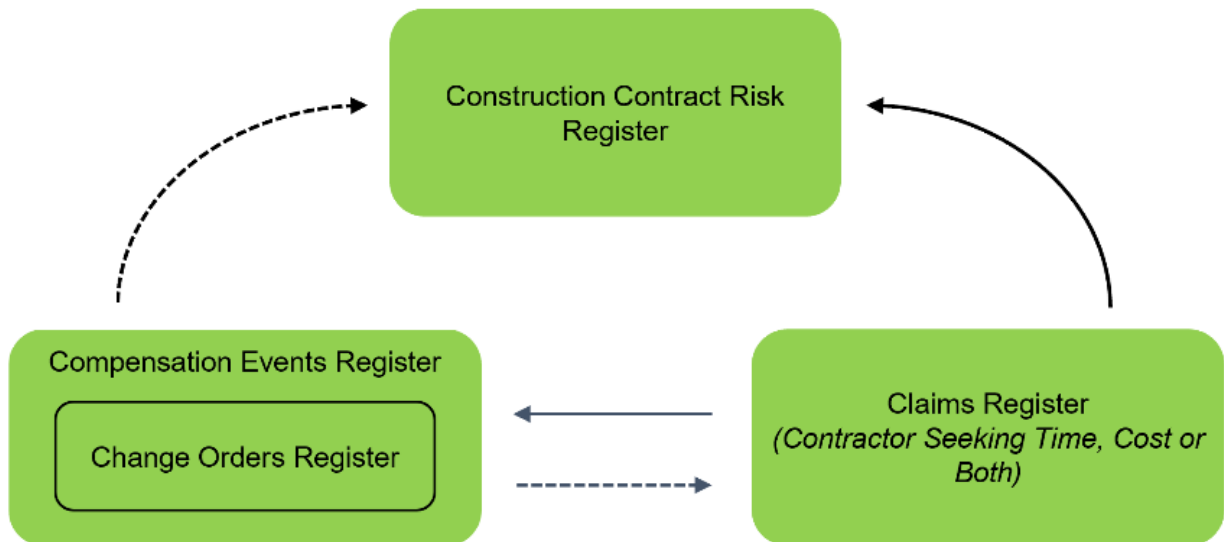 Construction Contract Risk
Register
Compensation Events Register
Change Orders Register
Claims Register
(Contractor Seeking Time, Cost or
Both)